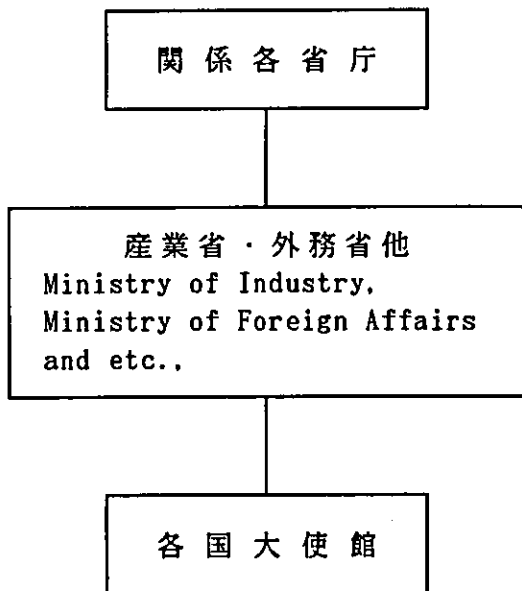 関係各省庁
産業省・外務省他
Ministry of Industry,
Ministry of Foreign Affairs
and etc.,
各国大使館